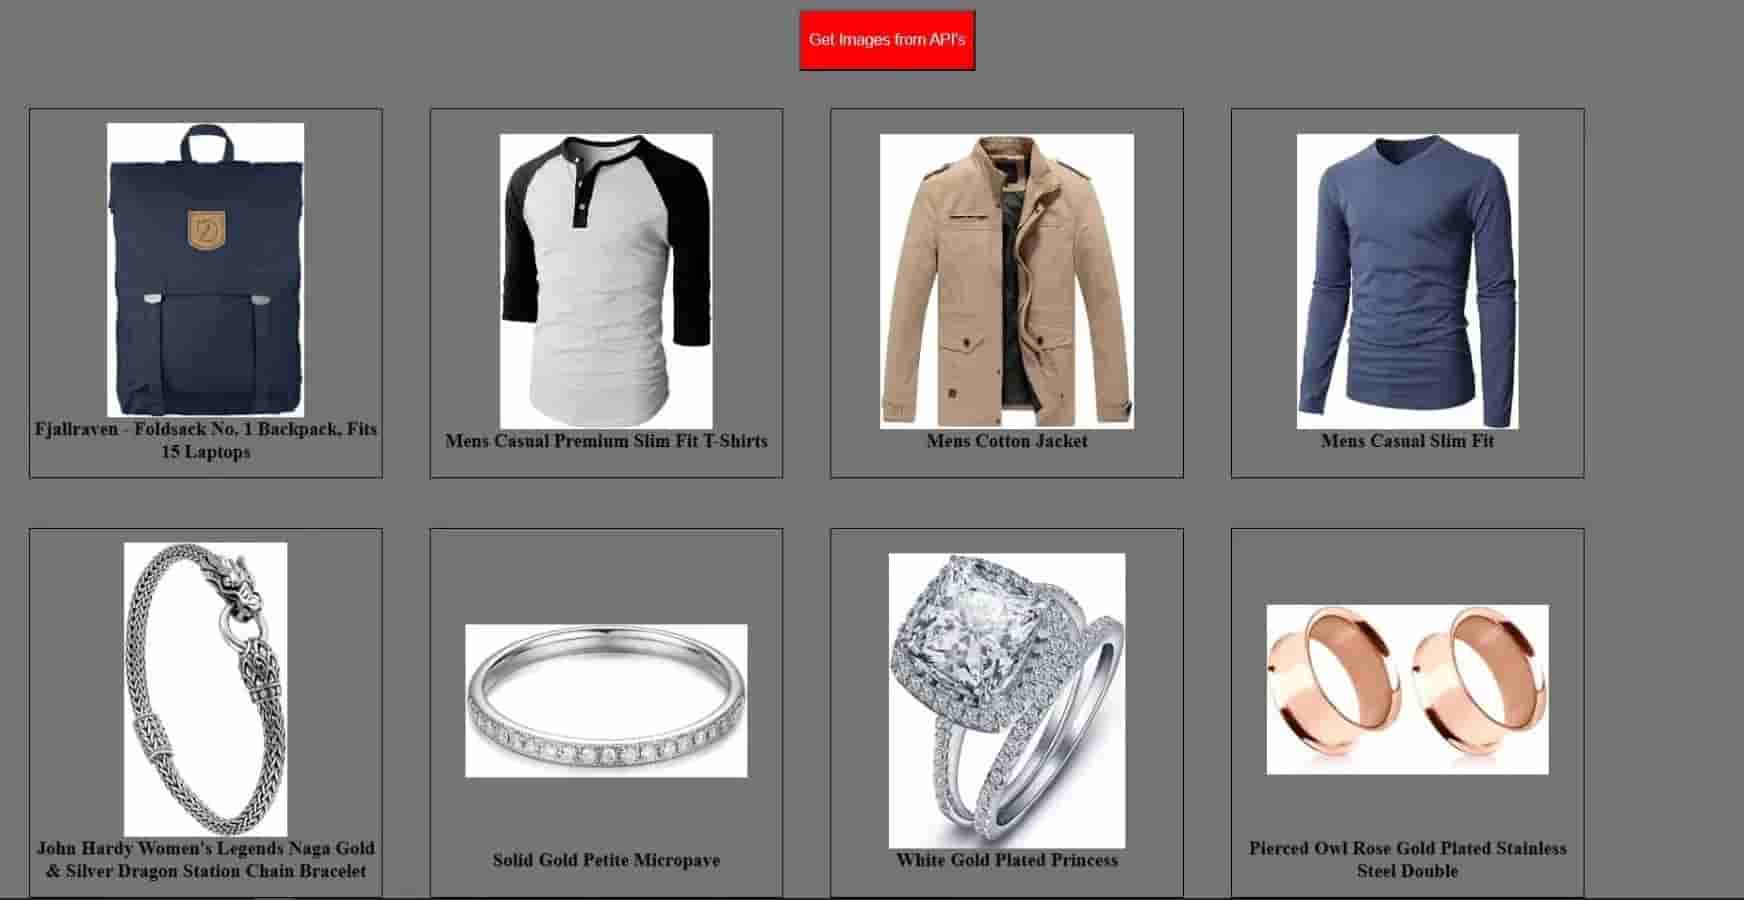 Get Images from API's
Fjallraven - Foldsack No. 1 Backpack, Fits
15 Laptops
Mens Casual Premium Slim Fit T-Shirts
Mens Cotton Jacket
Mens Casual Slim Fit
John Hardy Women's Legends Naga Gold
& Silver Dragon Station Chain Bracelet
Solid Gold Petite Micropave
White Gold Plated Princess
Pierced Owl Rose Gold Plated Stainless
Steel Double